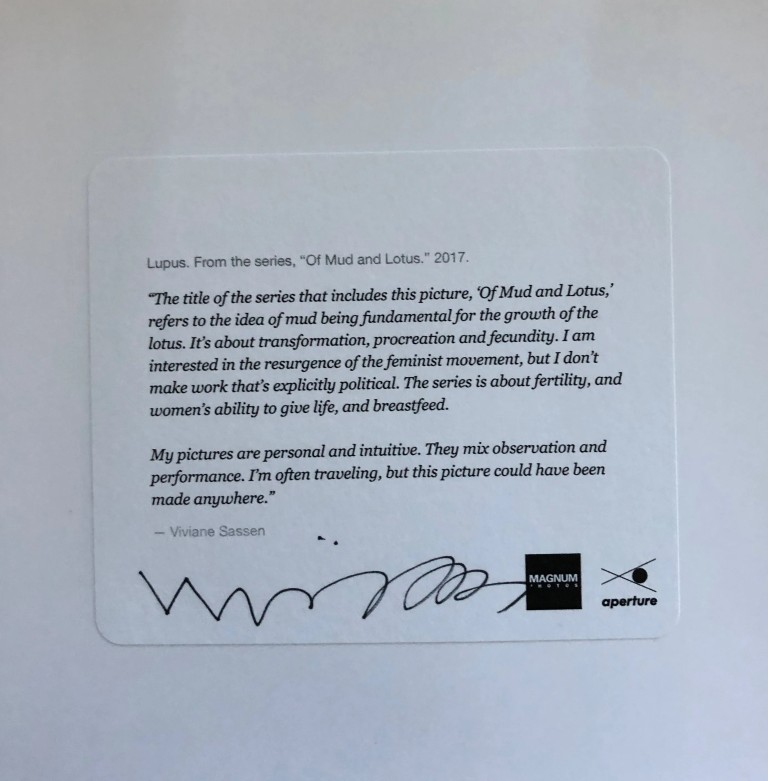 Lupus. From the series, “Of Mud and Lotus.” 2017.
“The title of the series that includes this picture, ‘Of Mud and Lotus,’
refers to the idea of mud being fundamental for the growth of the
lotus. It’s about transformation, procreation and fecundity. I am
interested in the resurgence of the feminist movement, but I don’t
make work that’s explicitly political. The series is about fertility, and
women’s ability to give life, and breastfeed.
My pictures are personal and intuitive. They mix observation and
performance. I’m often traveling, but this picture could have been
made anywhere.”
— Viviane Sassen
MAGNUM
PHOTOS
aperture